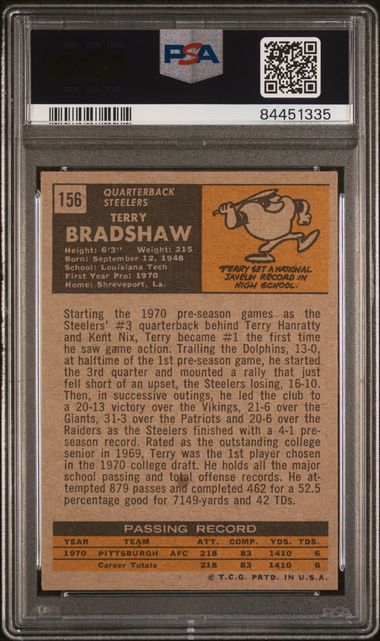 PSA
84451335
156
QUARTERBACK
STEELERS
TERRY
BRADSHAW
Height: 6'3" Weight: 215
Born: September 12, 1948
School: Louisiana Tech
First Year Pro: 1970
Home: Shreveport, La.
TERRY SET A NATIONAL
JAVELIN RECORD IN
HIGH SCHOOL.
Starting the 1970 pre-season games as the
Steelers' #3 quarterback behind Terry Hanratty
and Kent Nix, Terry became #1 the first time
he saw game action. Trailing the Dolphins, 13-0,
at halftime of the 1st pre-season game, he started
the 3rd quarter and mounted a rally that just
fell short of an upset, the Steelers losing, 16-10.
Then, in successive outings, he led the club to
a 20-13 victory over the Vikings, 21-6 over the
Giants, 31-3 over the Patriots and 20-6 over the
Raiders as the Steelers finished with a 4-1 pre-
season record. Rated as the outstanding college
senior in 1969, Terry was the 1st player chosen
in the 1970 college draft. He holds all the major
school passing and total offense records. He at-
tempted 879 passes and completed 462 for a 52.5
percentage good for 7149-yards and 42 TDs.
PASSING RECORD
YEAR TEAM ATT. COMP. YDS. TDS.
1970 PITTSBURGH AFC 218 83 1410 6
Career Totals 218 83 1410 6
© T.C.G. PRTD. IN U.S.A.